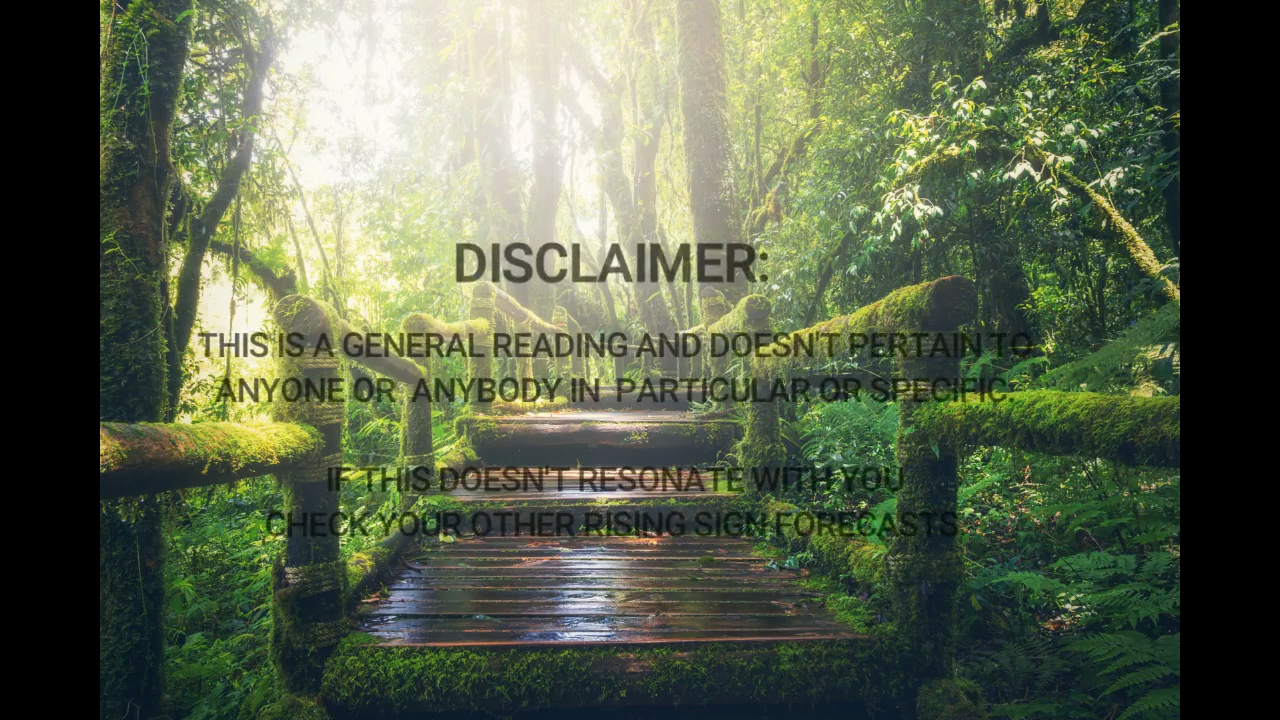 DISCLAIMER:
THIS IS A GENERAL READING AND DOESN'T PERTAIN TO
ANYONE OR ANYBODY IN PARTICULAR OR SPECIFIC.
IF THIS DOESN'T RESONATE WITH YOU
CHECK YOUR OTHER RISING SIGN FORECASTS.